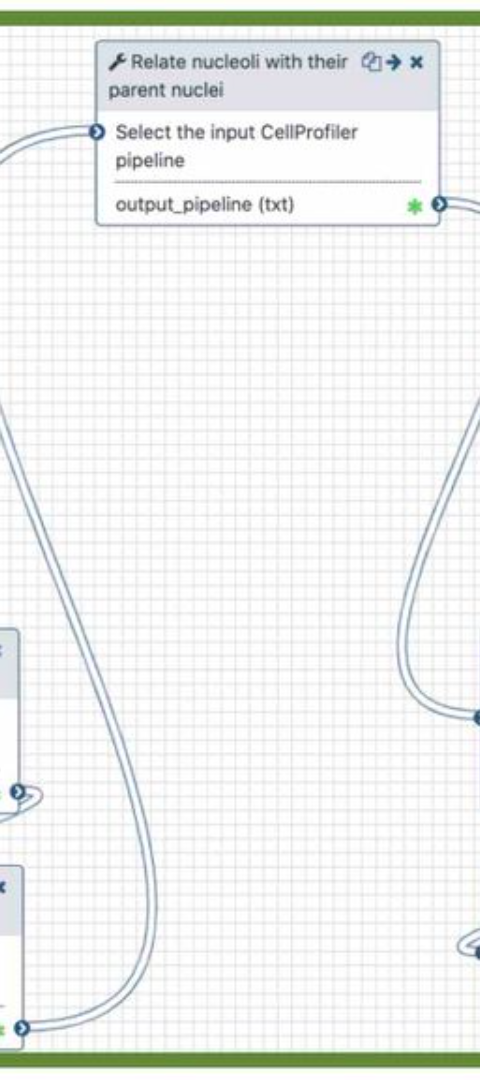 Relate nucleoli with their
parent nuclei
Select the input CellProfiler
pipeline
output_pipeline (txt)